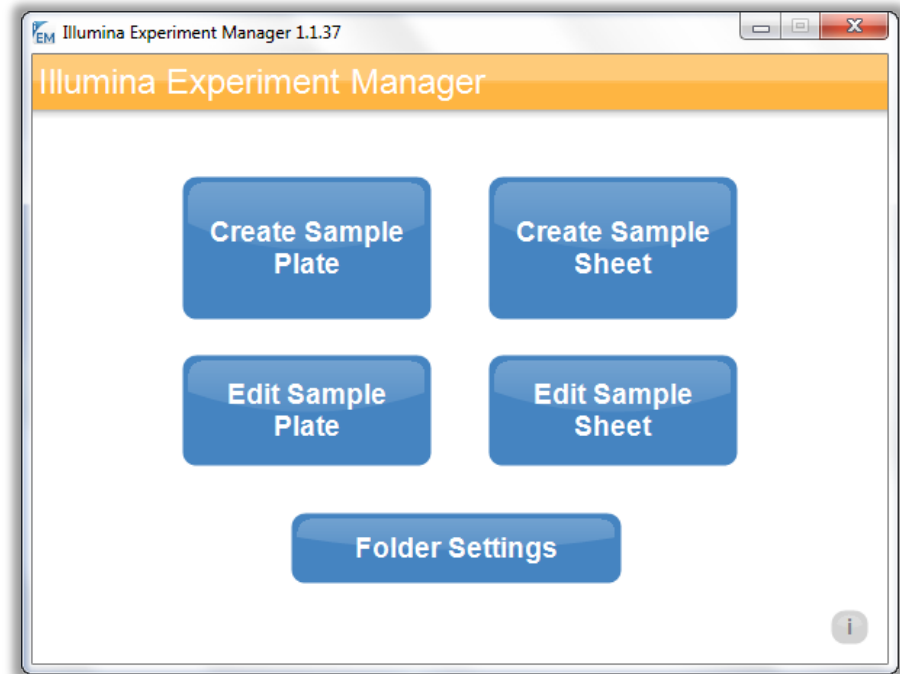 EM Illumina Experiment Manager 1.1.37
Illumina Experiment Manager
Create Sample
Plate
Create Sample
Sheet
Edit Sample
Plate
Edit Sample
Sheet
Folder Settings
i